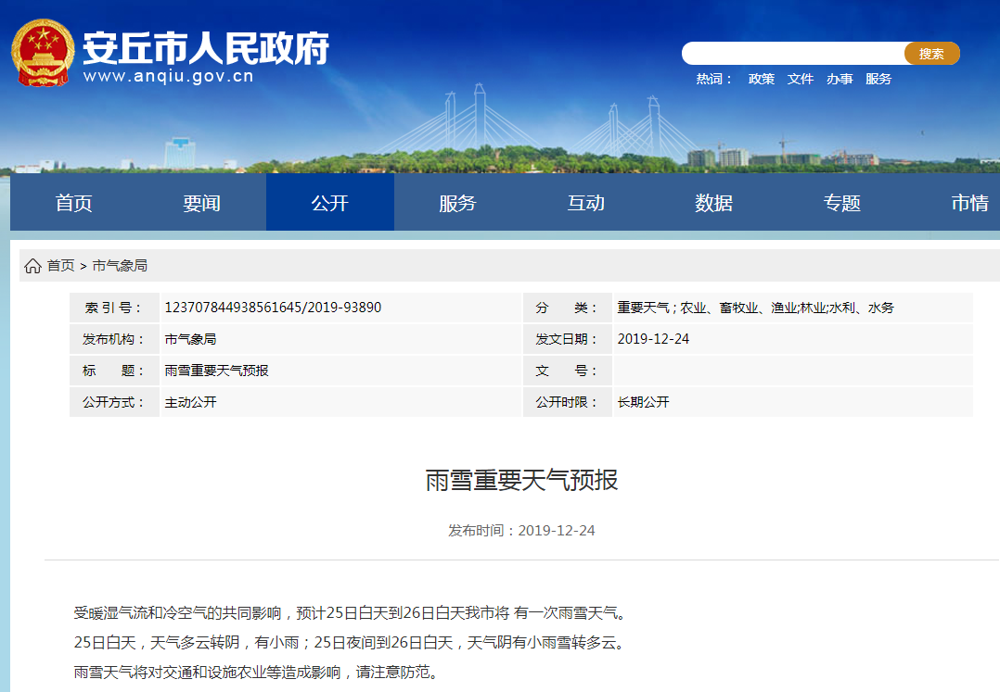 安丘市人民政府
www.anqiu.gov.cn
搜索
热词： 政策 文件 办事 服务
首页 要闻 公开 服务 互动 数据 专题 市情
首页 > 市气象局
索 引 号： 123707844938561645/2019-93890 分 类： 重要天气 ; 农业、畜牧业、渔业;林业;水利、水务
发布机构： 市气象局 发文日期： 2019-12-24
标 题： 雨雪重要天气预报 文 号：
公开方式： 主动公开 公开时限： 长期公开
雨雪重要天气预报
发布时间：2019-12-24
受暖湿气流和冷空气的共同影响，预计25日白天到26日白天我市将 有一次雨雪天气。
25日白天，天气多云转阴，有小雨；25日夜间到26日白天，天气阴有小雨雪转多云。
雨雪天气将对交通和设施农业等造成影响，请注意防范。